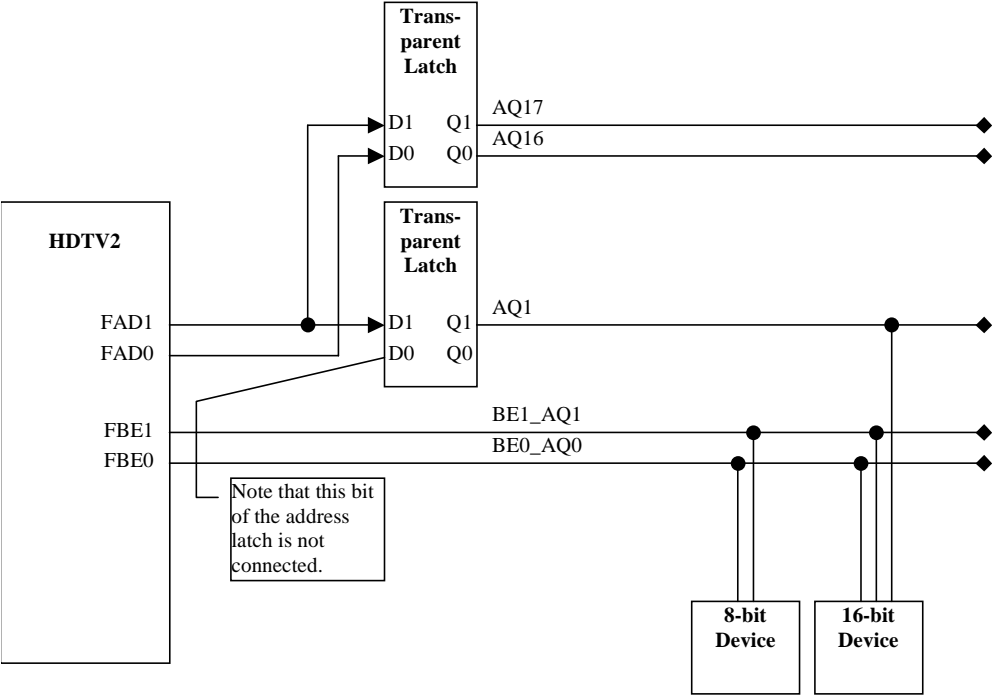 Trans-
parent
Latch
D1 Q1
D0 Q0
AQ17
AQ16
HDTV2
FAD1
FAD0
FBE1
FBE0
Trans-
parent
Latch
D1 Q1
D0 Q0
AQ1
BE1_AQ1
BE0_AQ0
Note that this bit
of the address
latch is not
connected.
8-bit
Device
16-bit
Device